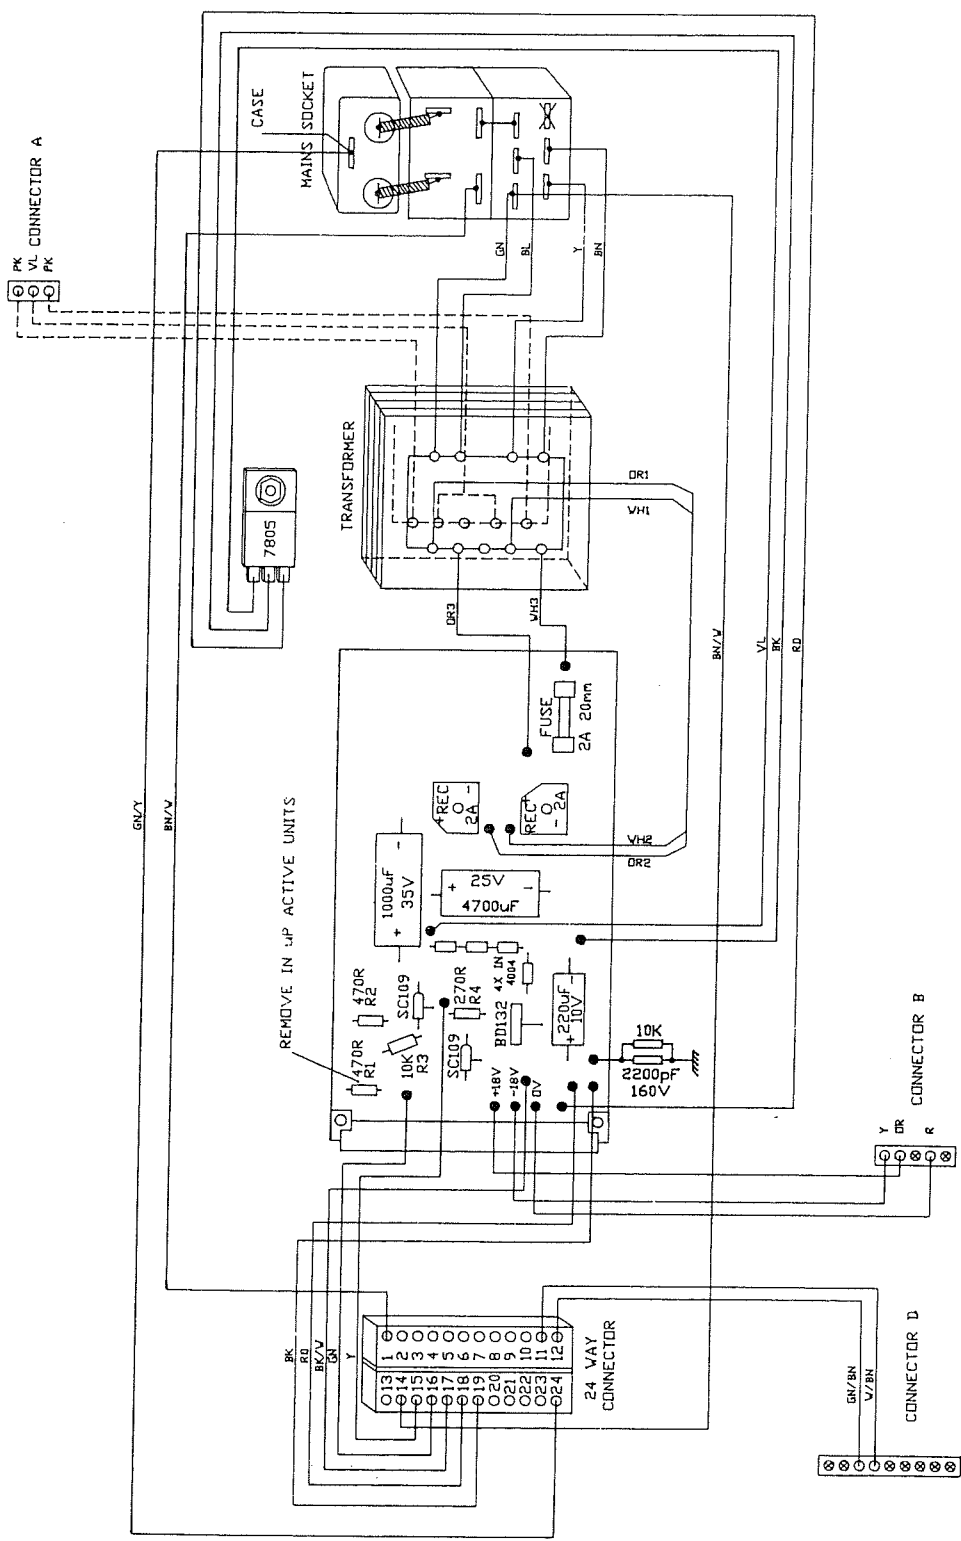 PK
VL
PK
CONNECTOR A
CASE
MAINS SOCKET
GN
BL
Y
BN
TRANSFORMER
7805
OR1
WH1
OR3
WH3
GN/Y
BN/W
BN/W
VL
BK
RD
FUSE
2A 20mm
+REC -
2A
REC+
- 2A
WH2
OR2
REMOVE IN uP ACTIVE UNITS
1000uF
35V
+
-
25V
4700uF
+
-
4X IN
4004
470R
R1
470R
R2
10K
R3
SC109
SC109
270R
R4
BD132
220uF
10V
+
-
+18V
-18V
0V
10K
2200pF
160V
CONNECTOR B
Y
OR
R
BK
RD
BK/W
GN
Y
1 2 3 4 5 6 7 8 9 10 11 12
13 14 15 16 17 18 19 20 21 22 23 24
24 WAY
CONNECTOR
GN/BN
W/BN
CONNECTOR D